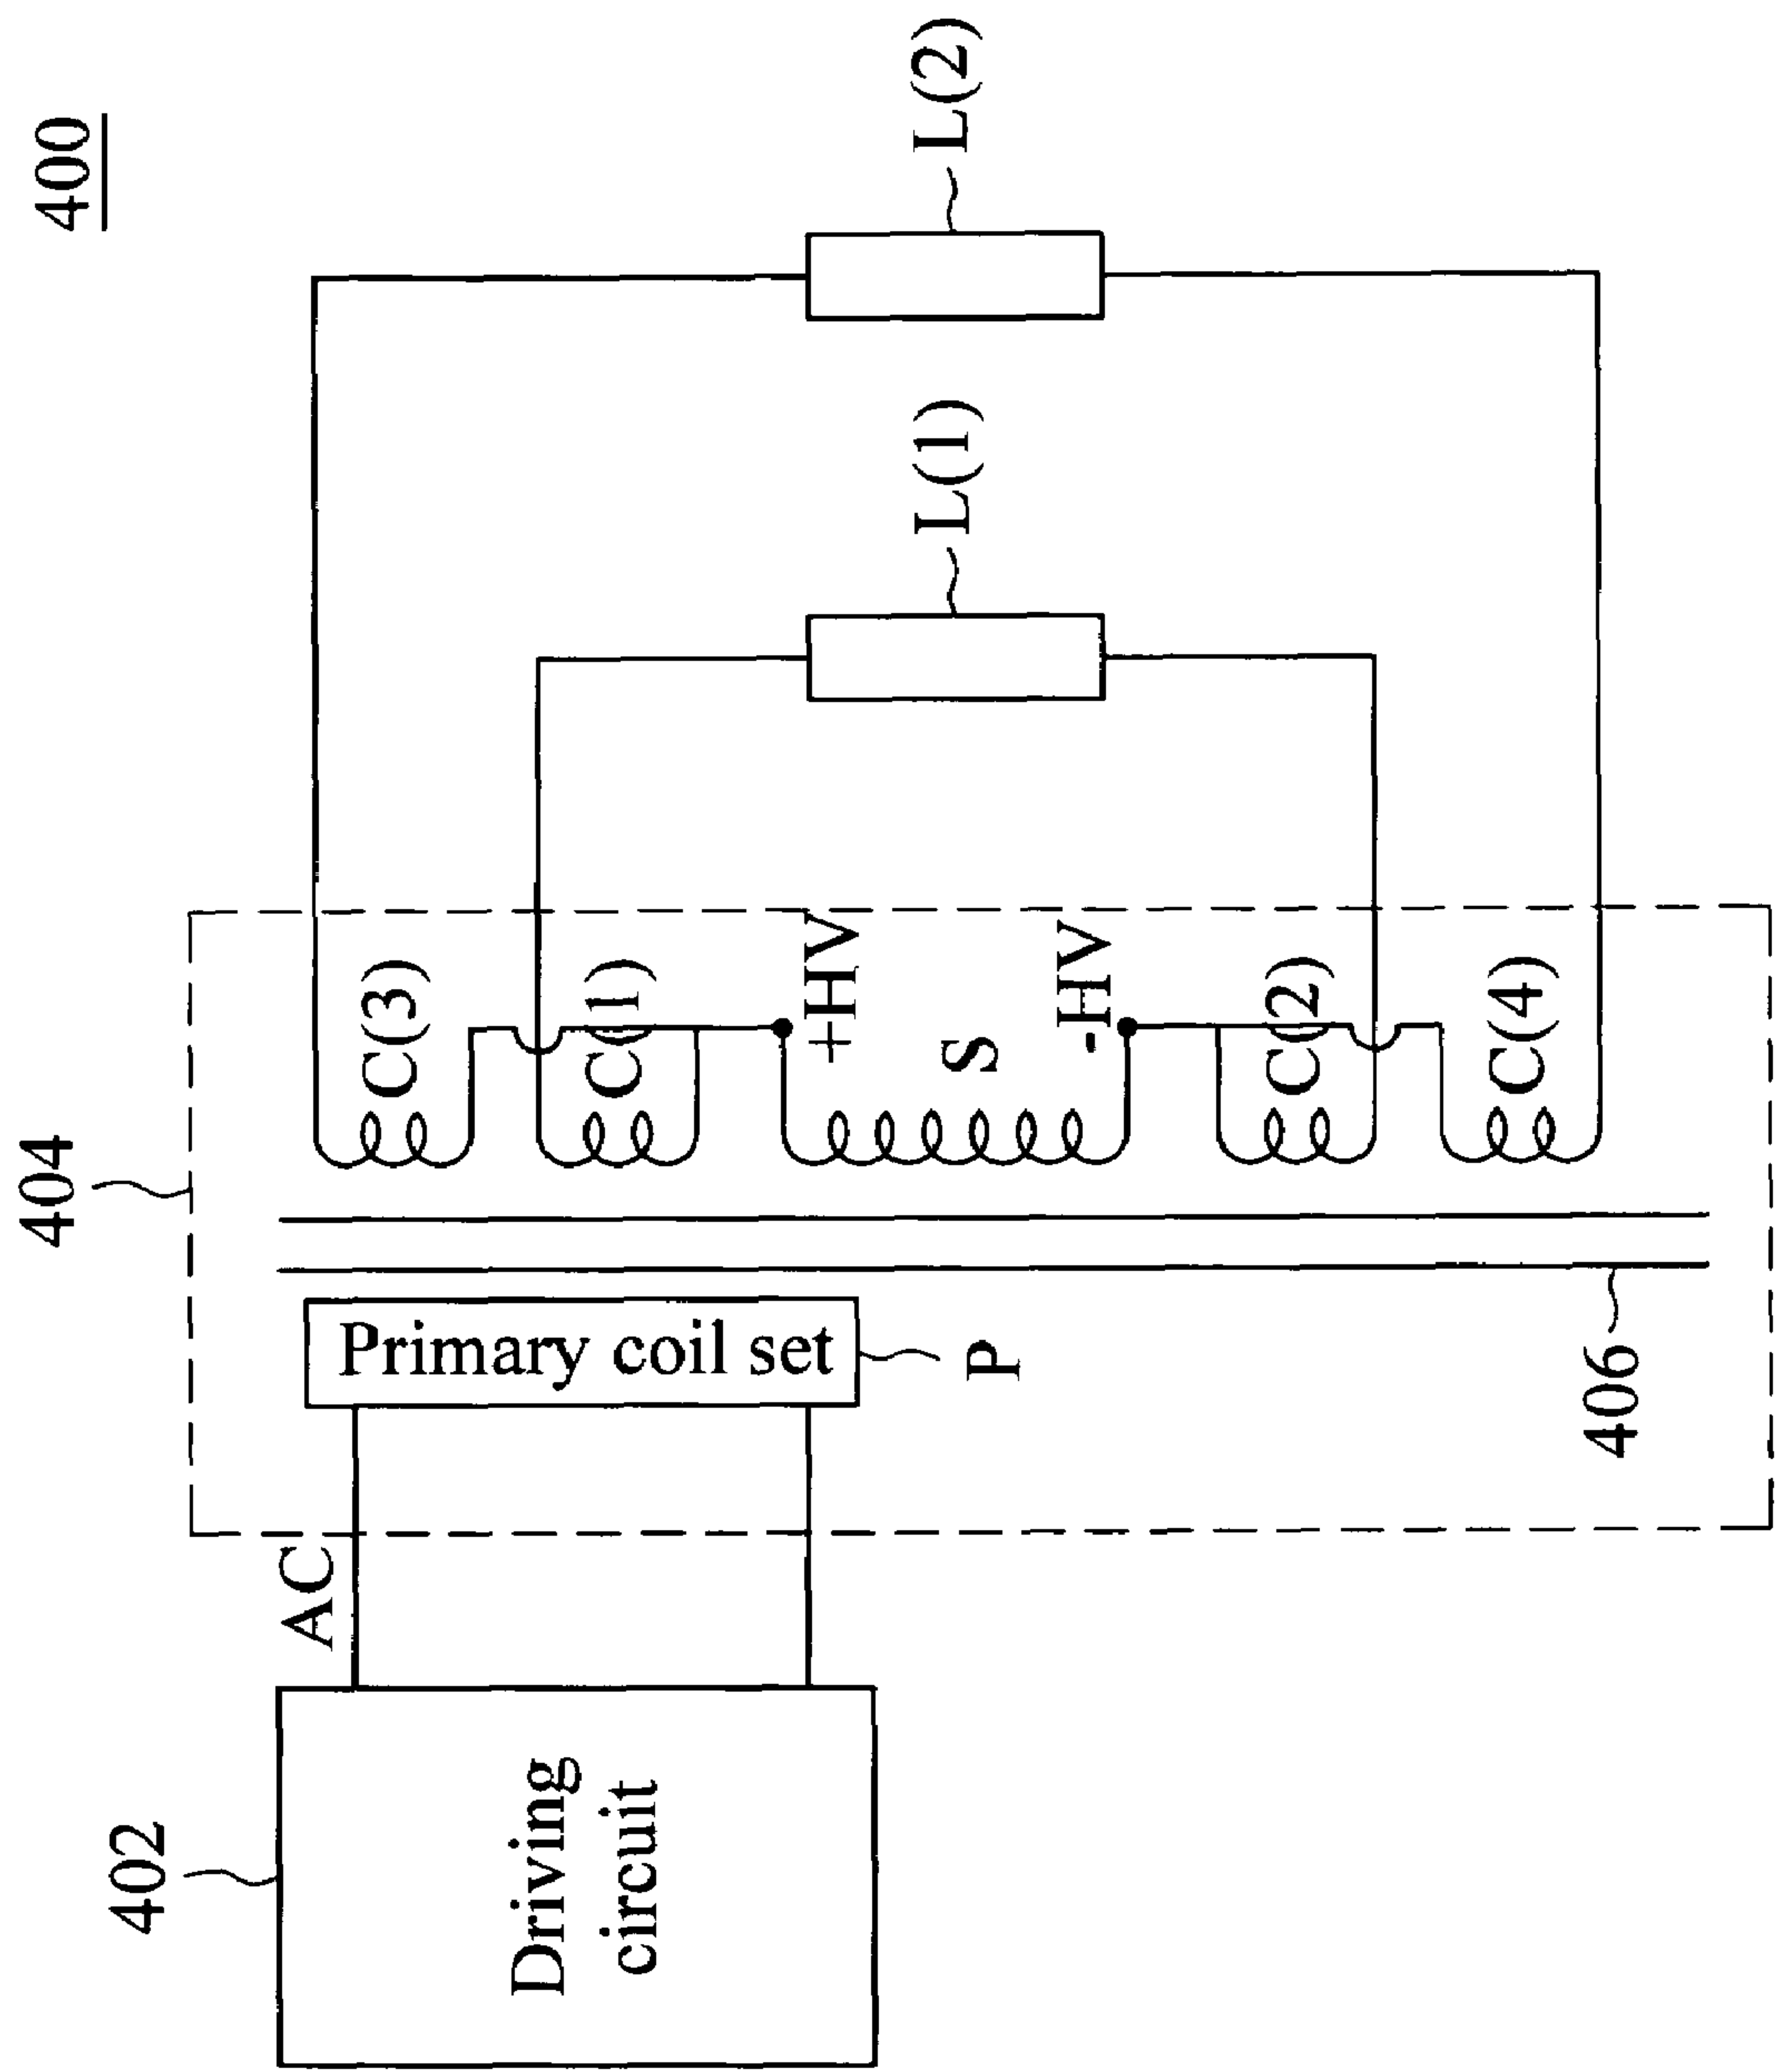 400
402
Driving
circuit
AC
404
Primary coil set
P
406
C(3)
C(1)
+HV
S
-HV
C(2)
C(4)
L(1)
L(2)